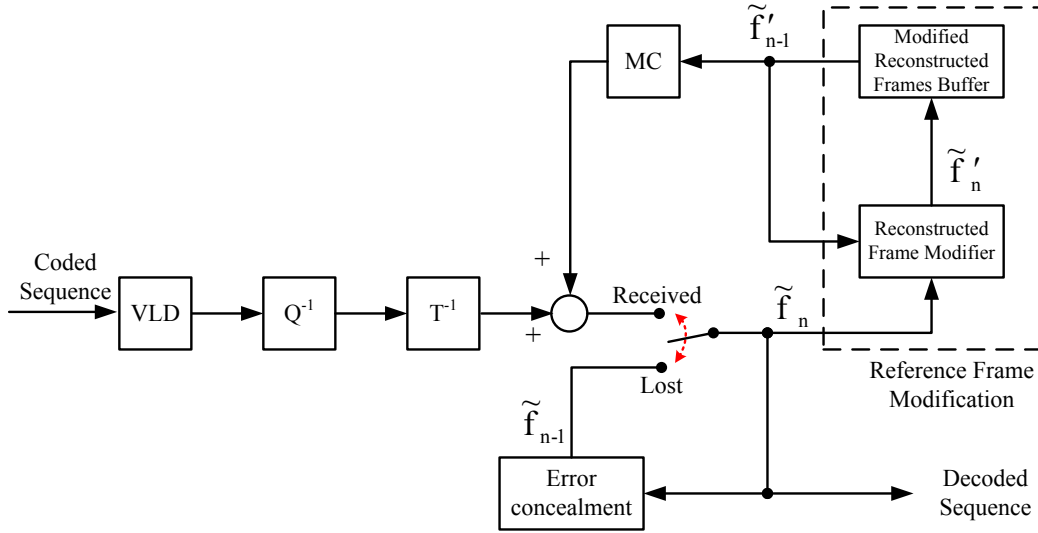 f̃′n-1
Modified
Reconstructed
Frames Buffer
MC
f̃′n
Reconstructed
Frame Modifier
Coded
Sequence
+
VLD
Q-1
T-1
+
Received
f̃n
Lost
Reference Frame
Modification
f̃n-1
Error
concealment
Decoded
Sequence